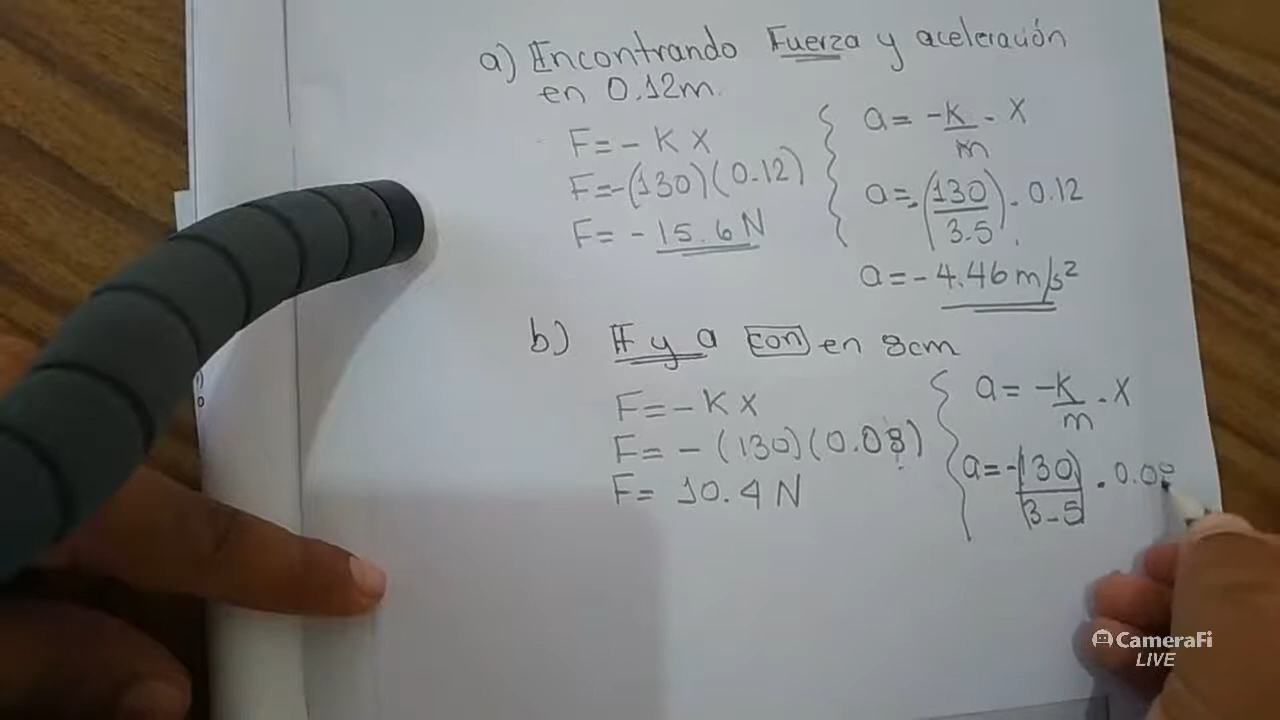 a) Encontrando Fuerza y aceleración
en 0.12m.
F = - K x
F = -(130)(0.12)
F = - 15.6 N
a = -K/m . X
a = -(130/3.5) . 0.12
a = - 4.46 m/s²
b) F y a con en 8cm
F = - K x
F = - (130)(0.08)
F = 10.4 N
a = -K/m . X
a = -(130)/(3-5) . 0.08
CameraFi
LIVE